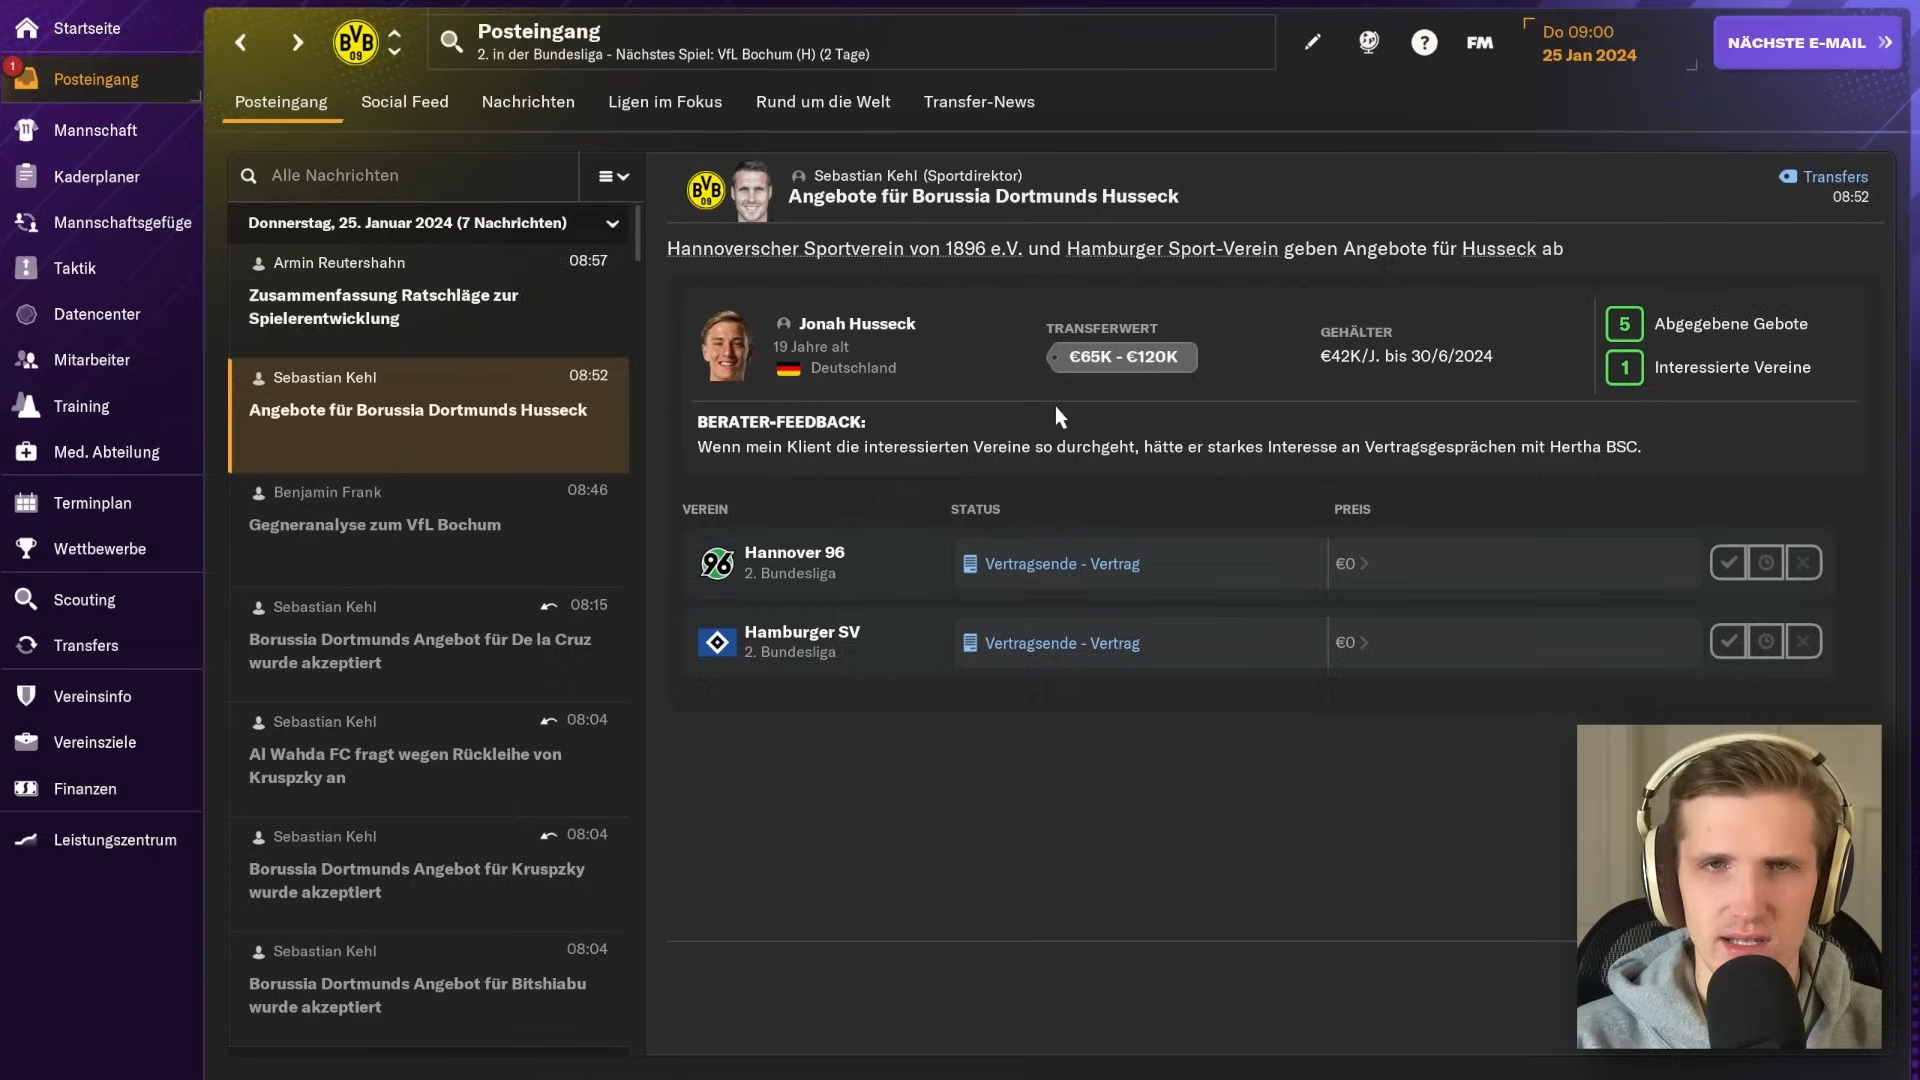 Startseite
1
Posteingang
Mannschaft
Kaderplaner
Mannschaftsgefüge
Taktik
Datencenter
Mitarbeiter
Training
Med. Abteilung
Terminplan
Wettbewerbe
Scouting
Transfers
Vereinsinfo
Vereinsziele
Finanzen
Leistungszentrum
BVB
09
Posteingang
2. in der Bundesliga - Nächstes Spiel: VfL Bochum (H) (2 Tage)
?
FM
Do 09:00
25 Jan 2024
NÄCHSTE E-MAIL
Posteingang
Social Feed
Nachrichten
Ligen im Fokus
Rund um die Welt
Transfer-News
Alle Nachrichten
Donnerstag, 25. Januar 2024 (7 Nachrichten)
Armin Reutershahn 08:57
Zusammenfassung Ratschläge zur
Spielerentwicklung
Sebastian Kehl 08:52
Angebote für Borussia Dortmunds Husseck
Benjamin Frank 08:46
Gegneranalyse zum VfL Bochum
Sebastian Kehl 08:15
Borussia Dortmunds Angebot für De la Cruz
wurde akzeptiert
Sebastian Kehl 08:04
Al Wahda FC fragt wegen Rückleihe von
Kruspzky an
Sebastian Kehl 08:04
Borussia Dortmunds Angebot für Kruspzky
wurde akzeptiert
Sebastian Kehl 08:04
Borussia Dortmunds Angebot für Bitshiabu
wurde akzeptiert
BVB
09
Sebastian Kehl (Sportdirektor)
Angebote für Borussia Dortmunds Husseck
Transfers
08:52
Hannoverscher Sportverein von 1896 e.V. und Hamburger Sport-Verein geben Angebote für Husseck ab
Jonah Husseck
19 Jahre alt
Deutschland
TRANSFERWERT
€65K - €120K
GEHÄLTER
€42K/J. bis 30/6/2024
5 Abgegebene Gebote
1 Interessierte Vereine
BERATER-FEEDBACK:
Wenn mein Klient die interessierten Vereine so durchgeht, hätte er starkes Interesse an Vertragsgesprächen mit Hertha BSC.
VEREIN STATUS PREIS
96
Hannover 96
2. Bundesliga
Vertragsende - Vertrag
€0
Hamburger SV
2. Bundesliga
Vertragsende - Vertrag
€0